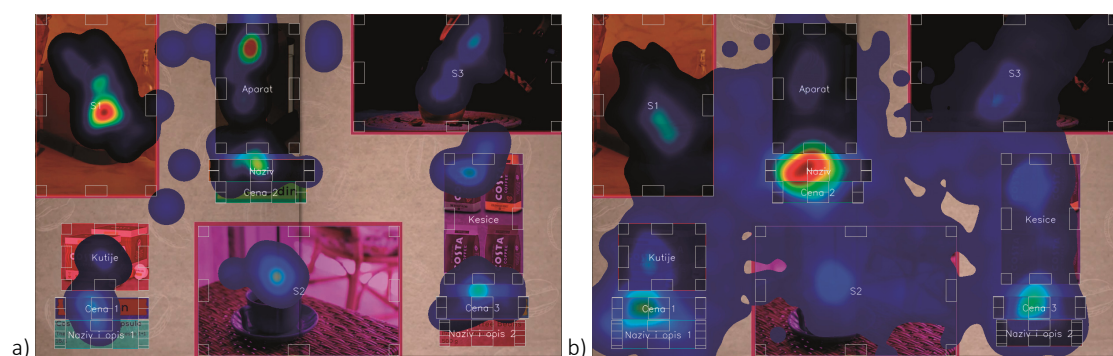 S1
Aparat
S3
Naziv
Cena 2
Kesice
COSTA
COSTA
Kutije
S2
Cena 1
Cena 3
Naziv i opis 1
Naziv i opis 2
a)
S1
Aparat
S3
Naziv
Cena 2
Kesice
Kutije
S2
Cena 1
Cena 3
Naziv i opis 1
Naziv i opis 2
b)